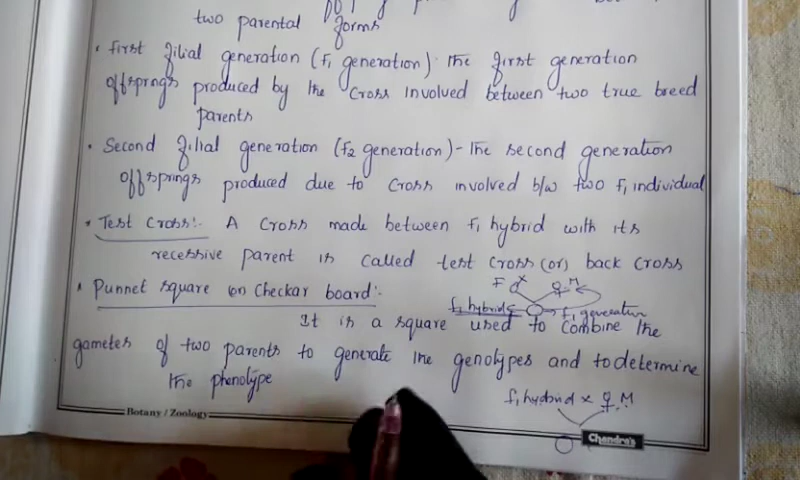 two parental forms
• First filial generation (F1 generation). The first generation
offsprings produced by the cross involved between two true breed
parents
• Second filial generation (F2 generation) - The second generation
offsprings produced due to cross involved b/w two F1 individual
* Test Cross:- A cross made between F1 hybrid with its
recessive parent is called test cross (or) back cross
F ♂ x ♀ M
* Punnet square on Checkar board:-
f1 hybrids f1 generation
It is a square used to combine the
gametes of two parents to generate the genotypes and to determine
the phenotype
f1 hybrid x ♀ M
Botany / Zoology
Chandra's